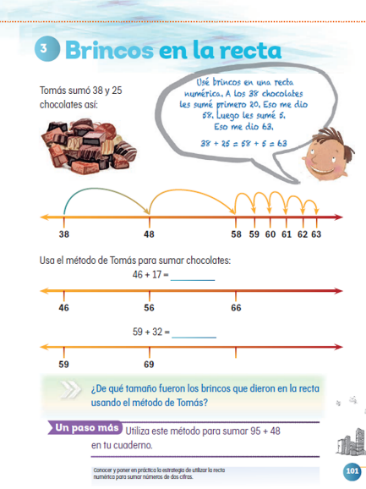 3 Brincos en la recta
Tomás sumó 38 y 25
chocolates así:
Usé brincos en una recta
numérica. A los 38 chocolates
les sumé primero 20. Eso me dio
58. Luego les sumé 5.
Eso me dio 63.
38 + 25 = 58 + 5 = 63
38 48 58 59 60 61 62 63
Usa el método de Tomás para sumar chocolates:
46 + 17 =
46 56 66
59 + 32 =
59 69
¿De qué tamaño fueron los brincos que dieron en la recta
usando el método de Tomás?
Un paso más Utiliza este método para sumar 95 + 48
en tu cuaderno.
Conocer y poner en práctica la estrategia de utilizar la recta
numérica para sumar números de dos cifras.
101